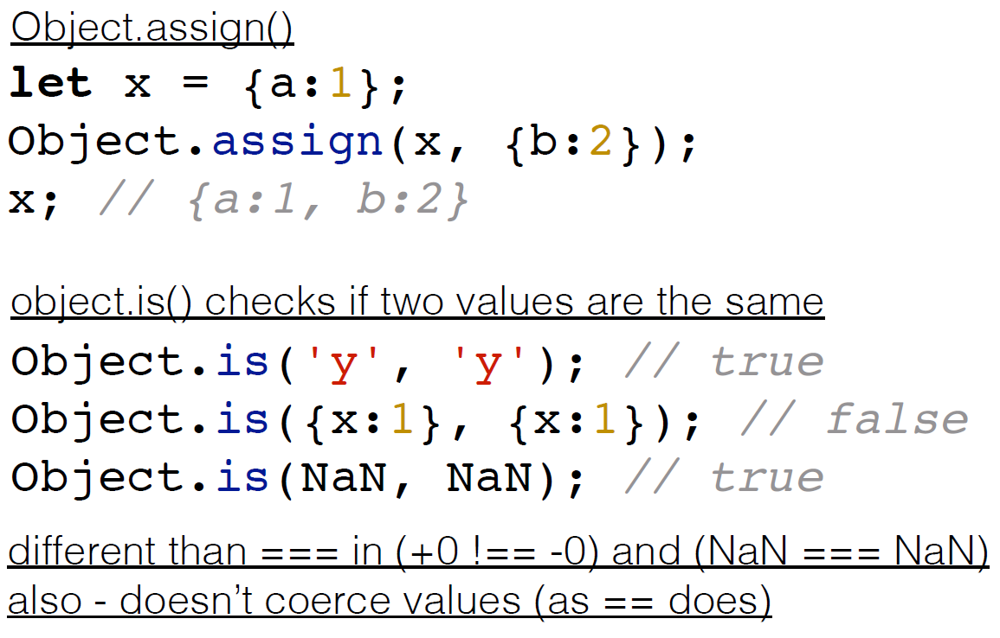 Object.assign()
let x = {a:1};
Object.assign(x, {b:2});
x; // {a:1, b:2}
object.is() checks if two values are the same
Object.is('y', 'y'); // true
Object.is({x:1}, {x:1}); // false
Object.is(NaN, NaN); // true
different than === in (+0 !== -0) and (NaN === NaN)
also - doesn’t coerce values (as == does)